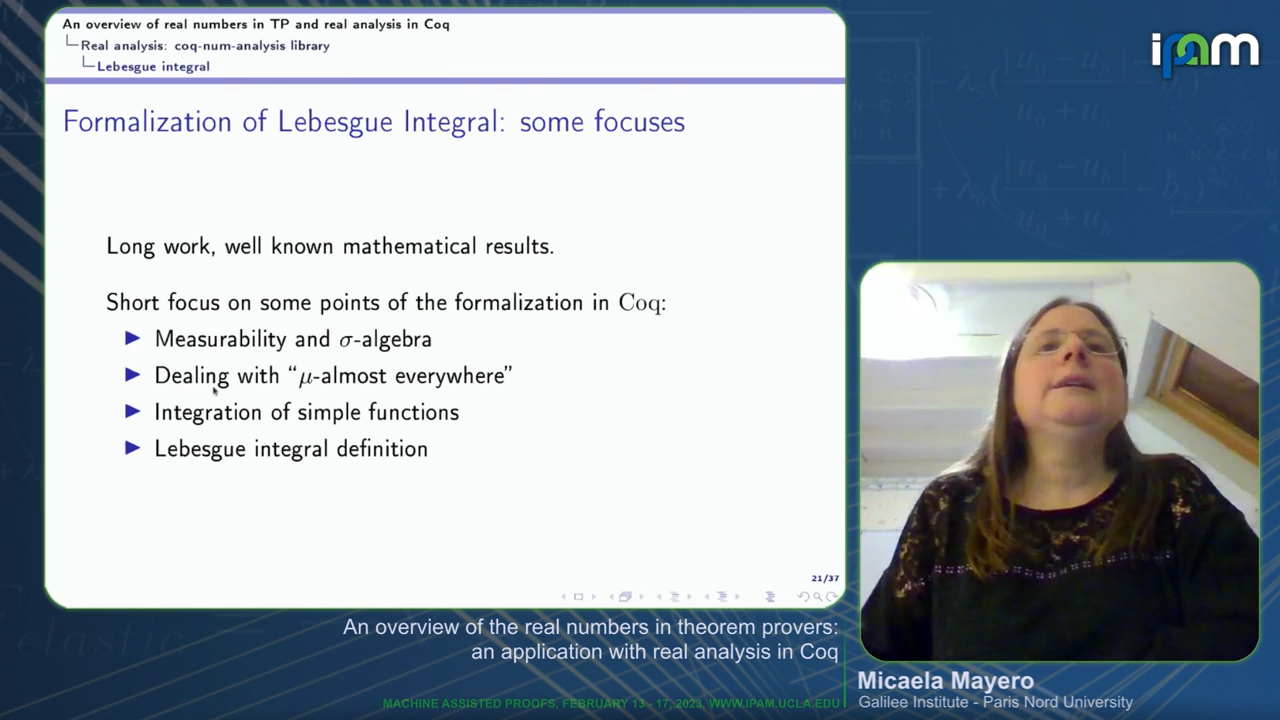 An overview of real numbers in TP and real analysis in Coq
Real analysis: coq-num-analysis library
Lebesgue integral
ipam
Formalization of Lebesgue Integral: some focuses
Long work, well known mathematical results.
Short focus on some points of the formalization in Coq:
▶ Measurability and σ-algebra
▶ Dealing with “μ-almost everywhere”
▶ Integration of simple functions
▶ Lebesgue integral definition
21/37
An overview of the real numbers in theorem provers:
an application with real analysis in Coq
Micaela Mayero
Galilee Institute - Paris Nord University
MACHINE ASSISTED PROOFS, FEBRUARY 13 - 17, 2023, WWW.IPAM.UCLA.EDU
elastic